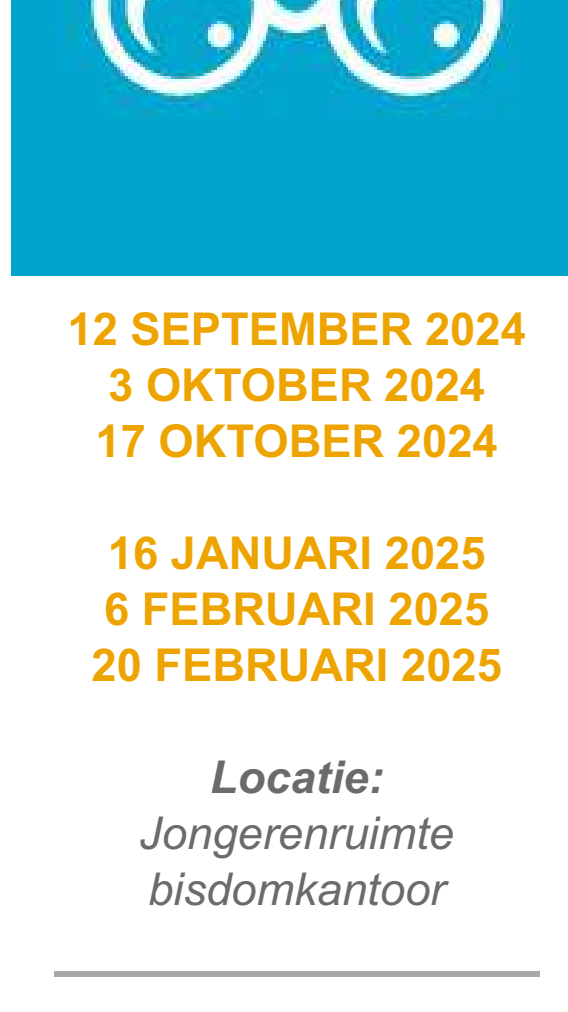 12 SEPTEMBER 2024
3 OKTOBER 2024
17 OKTOBER 2024
16 JANUARI 2025
6 FEBRUARI 2025
20 FEBRUARI 2025
Locatie:
Jongerenruimte
bisdomkantoor